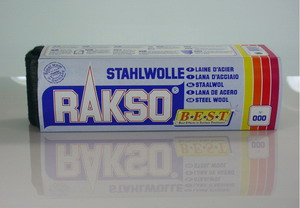 STAHLWOLLE
RAKSO®
LAINE D'ACIER
LANA D'ACCIAIO
STAALWOL
LANA DE ACERO
STEEL WOOL
B·E·S·T
000